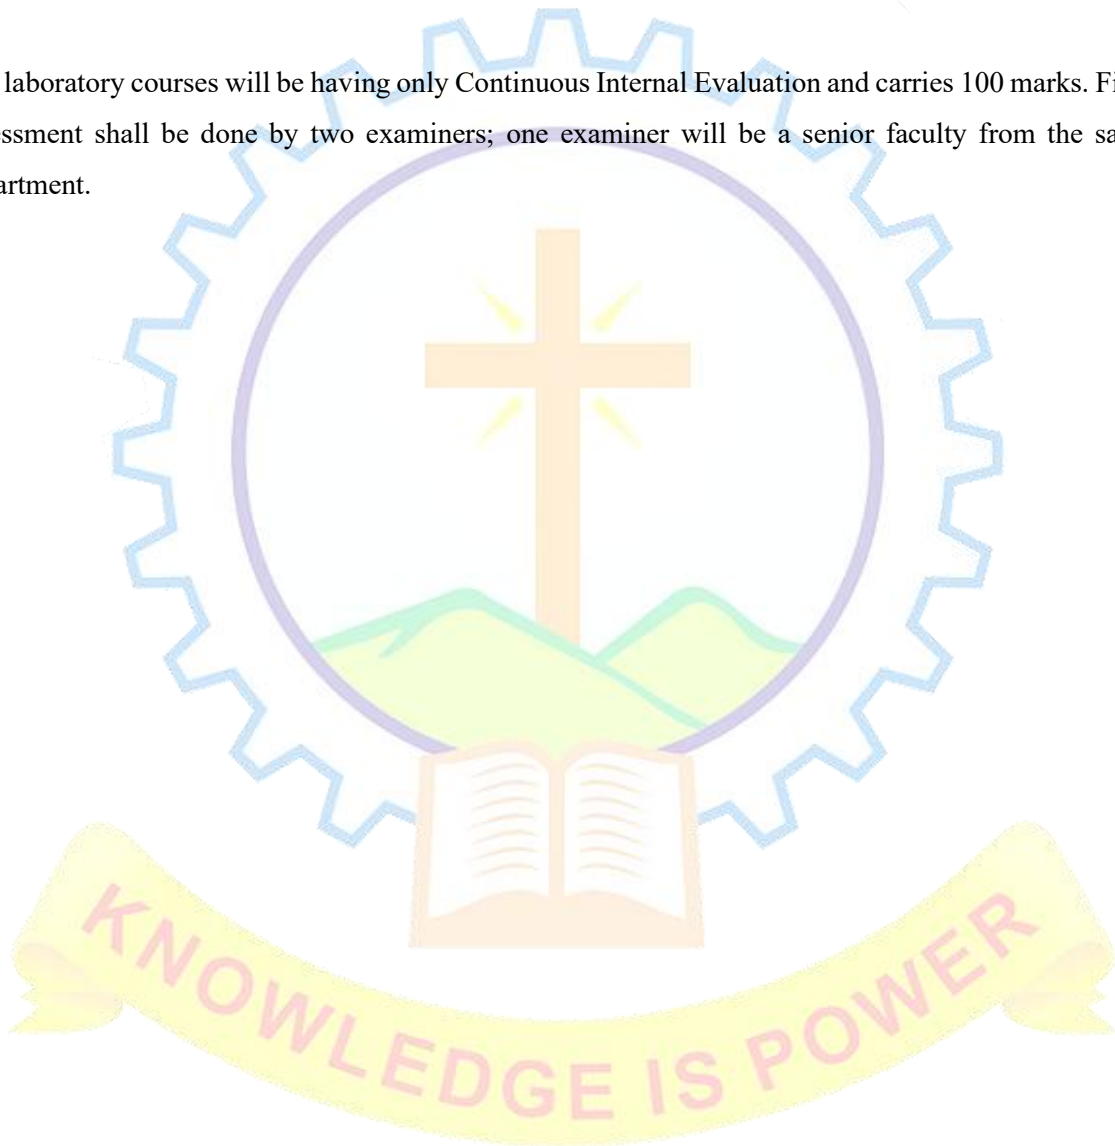 laboratory courses will be having only Continuous Internal Evaluation and carries 100 marks. Fi
essment shall be done by two examiners; one examiner will be a senior faculty from the sa
artment.
KNOWLEDGE IS POWER